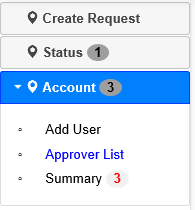 Create Request
Status 1
Account 3
Add User
Approver List
Summary 3